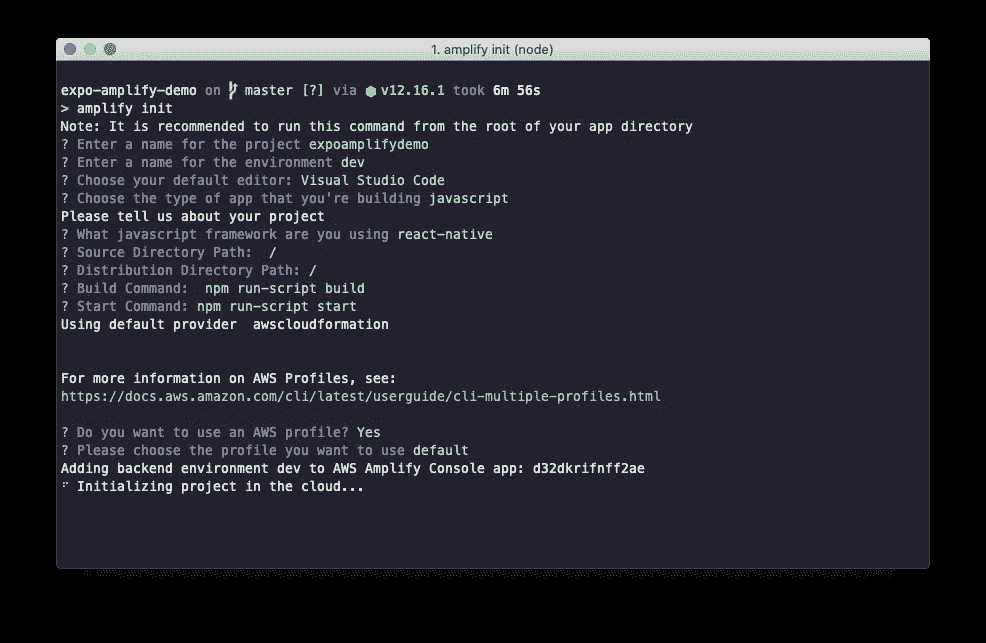 1. amplify init (node)
expo-amplify-demo on master [?] via ⬢ v12.16.1 took 6m 56s
> amplify init
Note: It is recommended to run this command from the root of your app directory
? Enter a name for the project expoamplifydemo
? Enter a name for the environment dev
? Choose your default editor: Visual Studio Code
? Choose the type of app that you're building javascript
Please tell us about your project
? What javascript framework are you using react-native
? Source Directory Path:  /
? Distribution Directory Path: /
? Build Command:  npm run-script build
? Start Command: npm run-script start
Using default provider  awscloudformation
For more information on AWS Profiles, see:
https://docs.aws.amazon.com/cli/latest/userguide/cli-multiple-profiles.html
? Do you want to use an AWS profile? Yes
? Please choose the profile you want to use default
Adding backend environment dev to AWS Amplify Console app: d32dkrifnff2ae
Initializing project in the cloud...